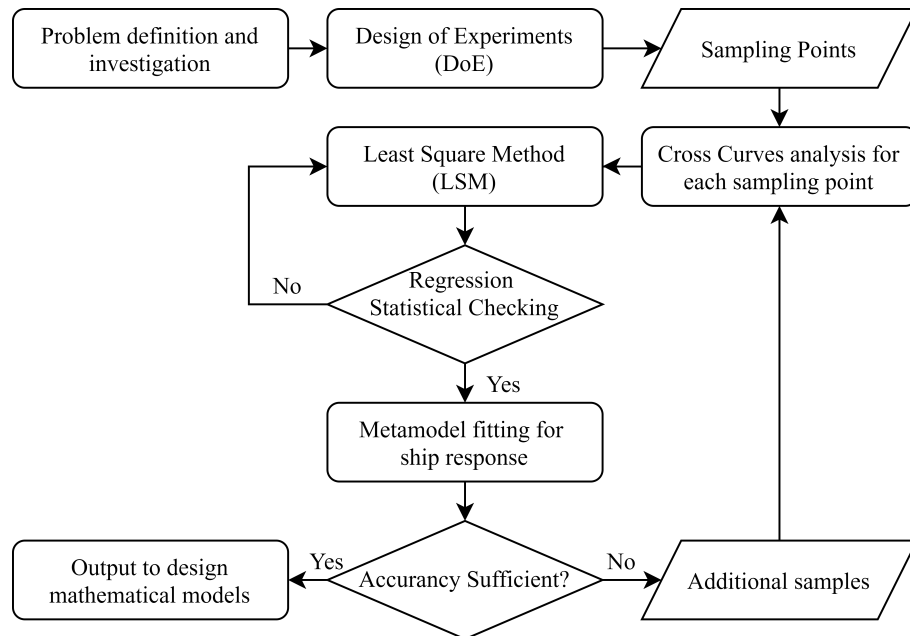 Problem definition and
investigation
Design of Experiments
(DoE)
Sampling Points
Least Square Method
(LSM)
Cross Curves analysis for
each sampling point
No
Regression
Statistical Checking
Yes
Metamodel fitting for
ship response
Output to design
mathematical models
Yes
Accurancy Sufficient?
No
Additional samples